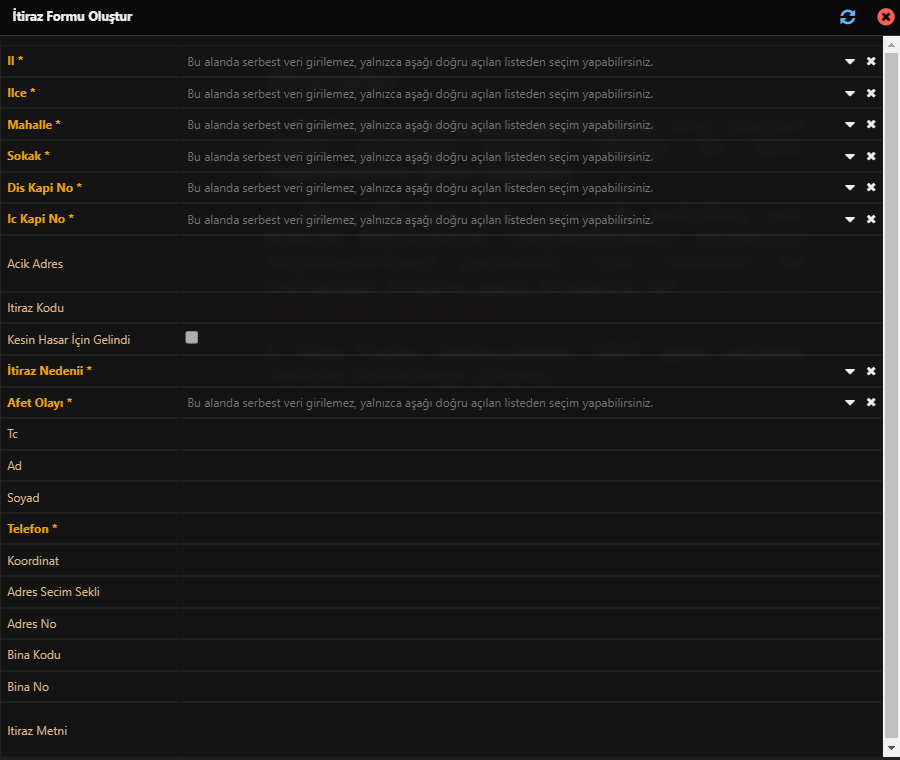 İtiraz Formu Oluştur
Il * Bu alanda serbest veri girilemez, yalnızca aşağı doğru açılan listeden seçim yapabilirsiniz.
Ilce * Bu alanda serbest veri girilemez, yalnızca aşağı doğru açılan listeden seçim yapabilirsiniz.
Mahalle * Bu alanda serbest veri girilemez, yalnızca aşağı doğru açılan listeden seçim yapabilirsiniz.
Sokak * Bu alanda serbest veri girilemez, yalnızca aşağı doğru açılan listeden seçim yapabilirsiniz.
Dis Kapi No * Bu alanda serbest veri girilemez, yalnızca aşağı doğru açılan listeden seçim yapabilirsiniz.
Ic Kapi No * Bu alanda serbest veri girilemez, yalnızca aşağı doğru açılan listeden seçim yapabilirsiniz.
Acik Adres
Itiraz Kodu
Kesin Hasar İçin Gelindi
İtiraz Nedenii *
Afet Olayı * Bu alanda serbest veri girilemez, yalnızca aşağı doğru açılan listeden seçim yapabilirsiniz.
Tc
Ad
Soyad
Telefon *
Koordinat
Adres Secim Sekli
Adres No
Bina Kodu
Bina No
Itiraz Metni